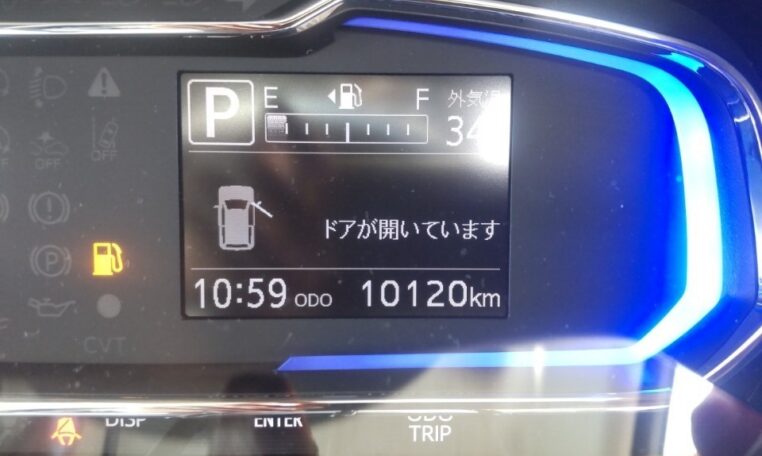 P
E F 外気温
34
OFF OFF
ドアが開いています
P
10:59 ODO 10120km
CVT
DISP ENTER ODO
TRIP